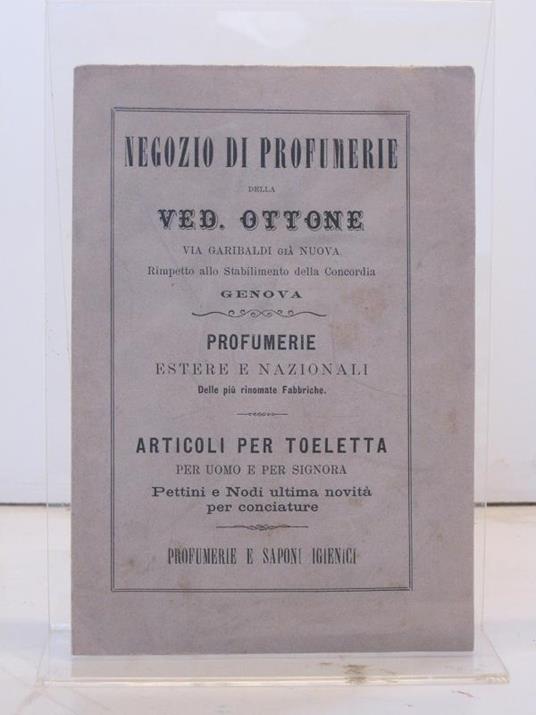 NEGOZIO DI PROFUMERIE
DELLA
VED. OTTONE
VIA GARIBALDI GIÀ NUOVA
Rimpetto allo Stabilimento della Concordia
GENOVA
PROFUMERIE
ESTERE E NAZIONALI
Delle più rinomate Fabbriche.
ARTICOLI PER TOELETTA
PER UOMO E PER SIGNORA
Pettini e Nodi ultima novità
per conciature
PROFUMERIE E SAPONI IGIENICI